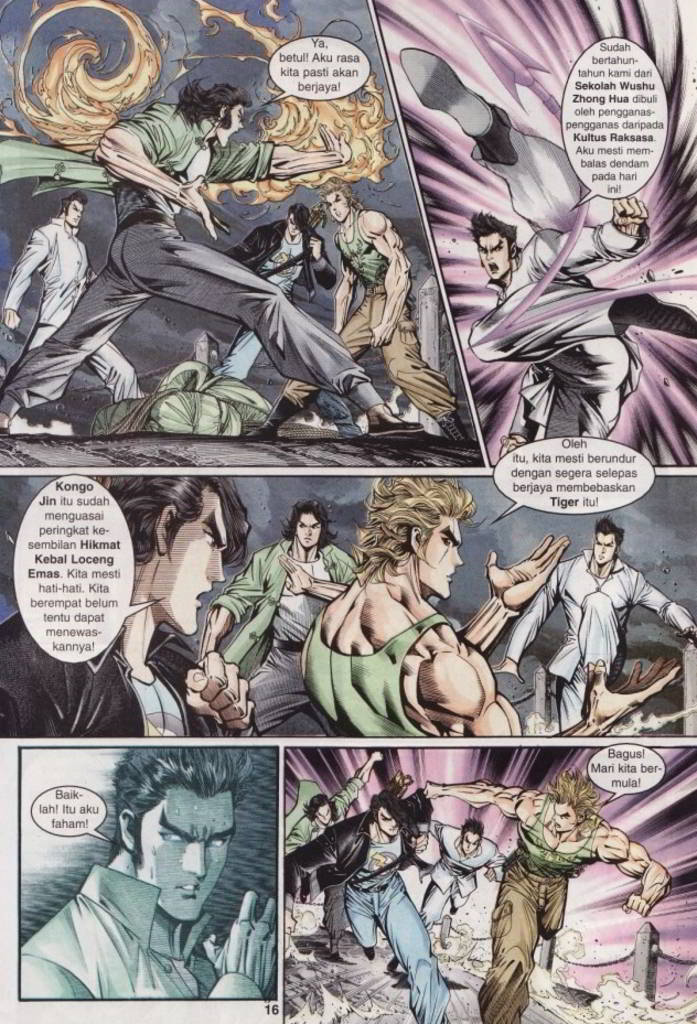 Ya,
betul! Aku rasa
kita pasti akan
berjaya!
Sudah
bertahun-
tahun kami dari
Sekolah Wushu
Zhong Hua dibuli
oleh pengganas-
pengganas daripada
Kultus Raksasa.
Aku mesti mem-
balas dendam
pada hari
ini!
Kongo
Jin itu sudah
menguasai
peringkat ke-
sembilan Hikmat
Kebal Loceng
Emas. Kita mesti
hati-hati. Kita
berempat belum
tentu dapat
menewas-
kannya!
Oleh
itu, kita mesti berundur
dengan segera selepas
berjaya membebaskan
Tiger itu!
Baik-
lah! Itu aku
faham!
Bagus!
Mari kita ber-
mula!
16